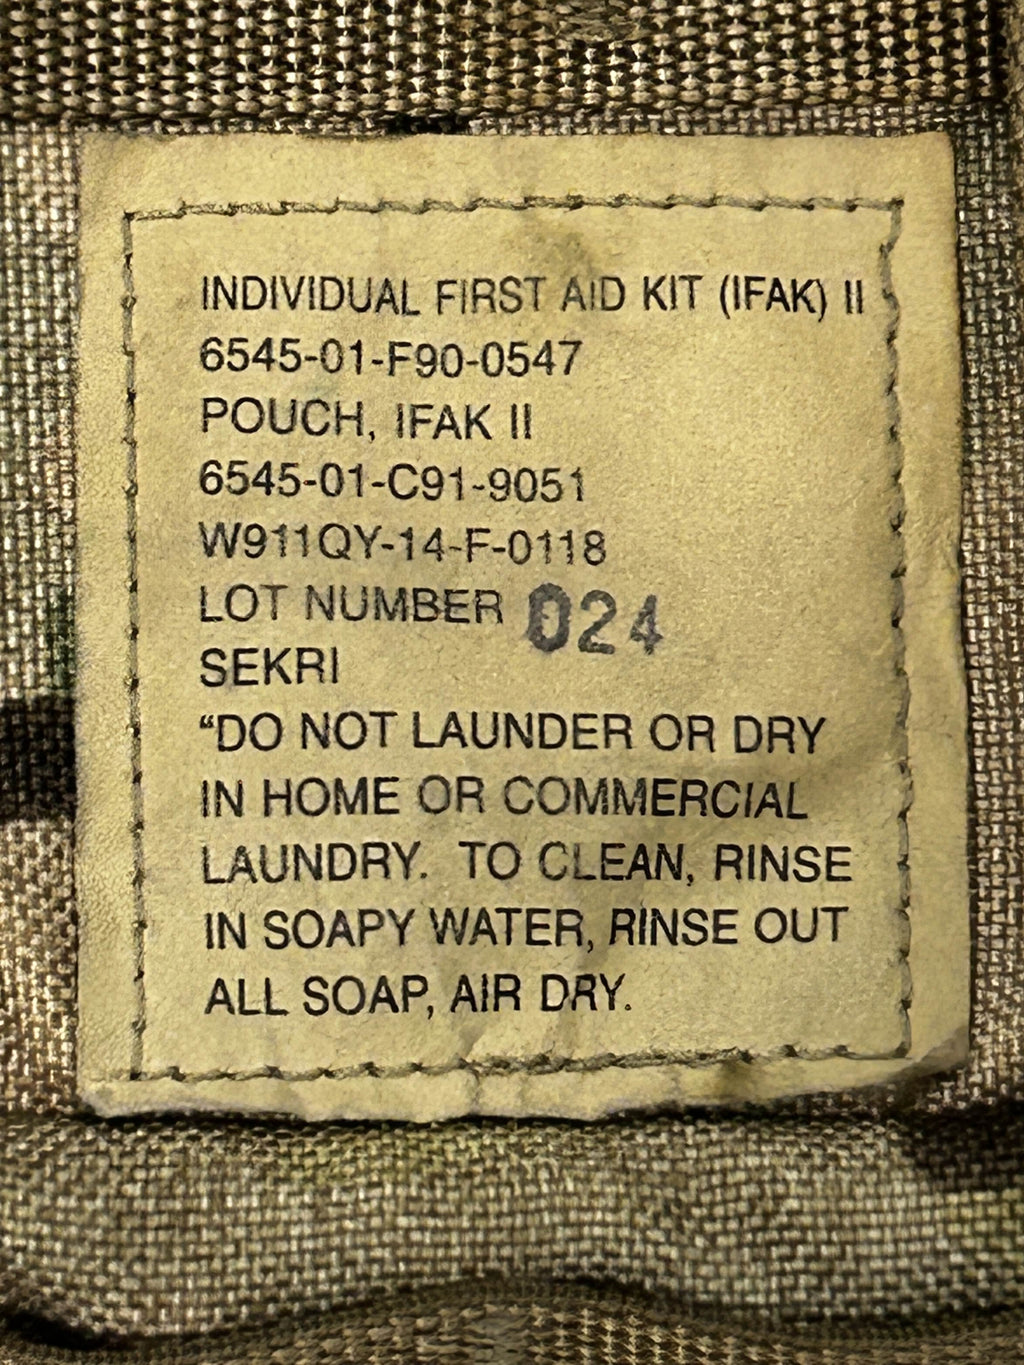 INDIVIDUAL FIRST AID KIT (IFAK) II
6545-01-F90-0547
POUCH, IFAK II
6545-01-C91-9051
W911QY-14-F-0118
LOT NUMBER 024
SEKRI
“DO NOT LAUNDER OR DRY
IN HOME OR COMMERCIAL
LAUNDRY. TO CLEAN, RINSE
IN SOAPY WATER, RINSE OUT
ALL SOAP, AIR DRY.